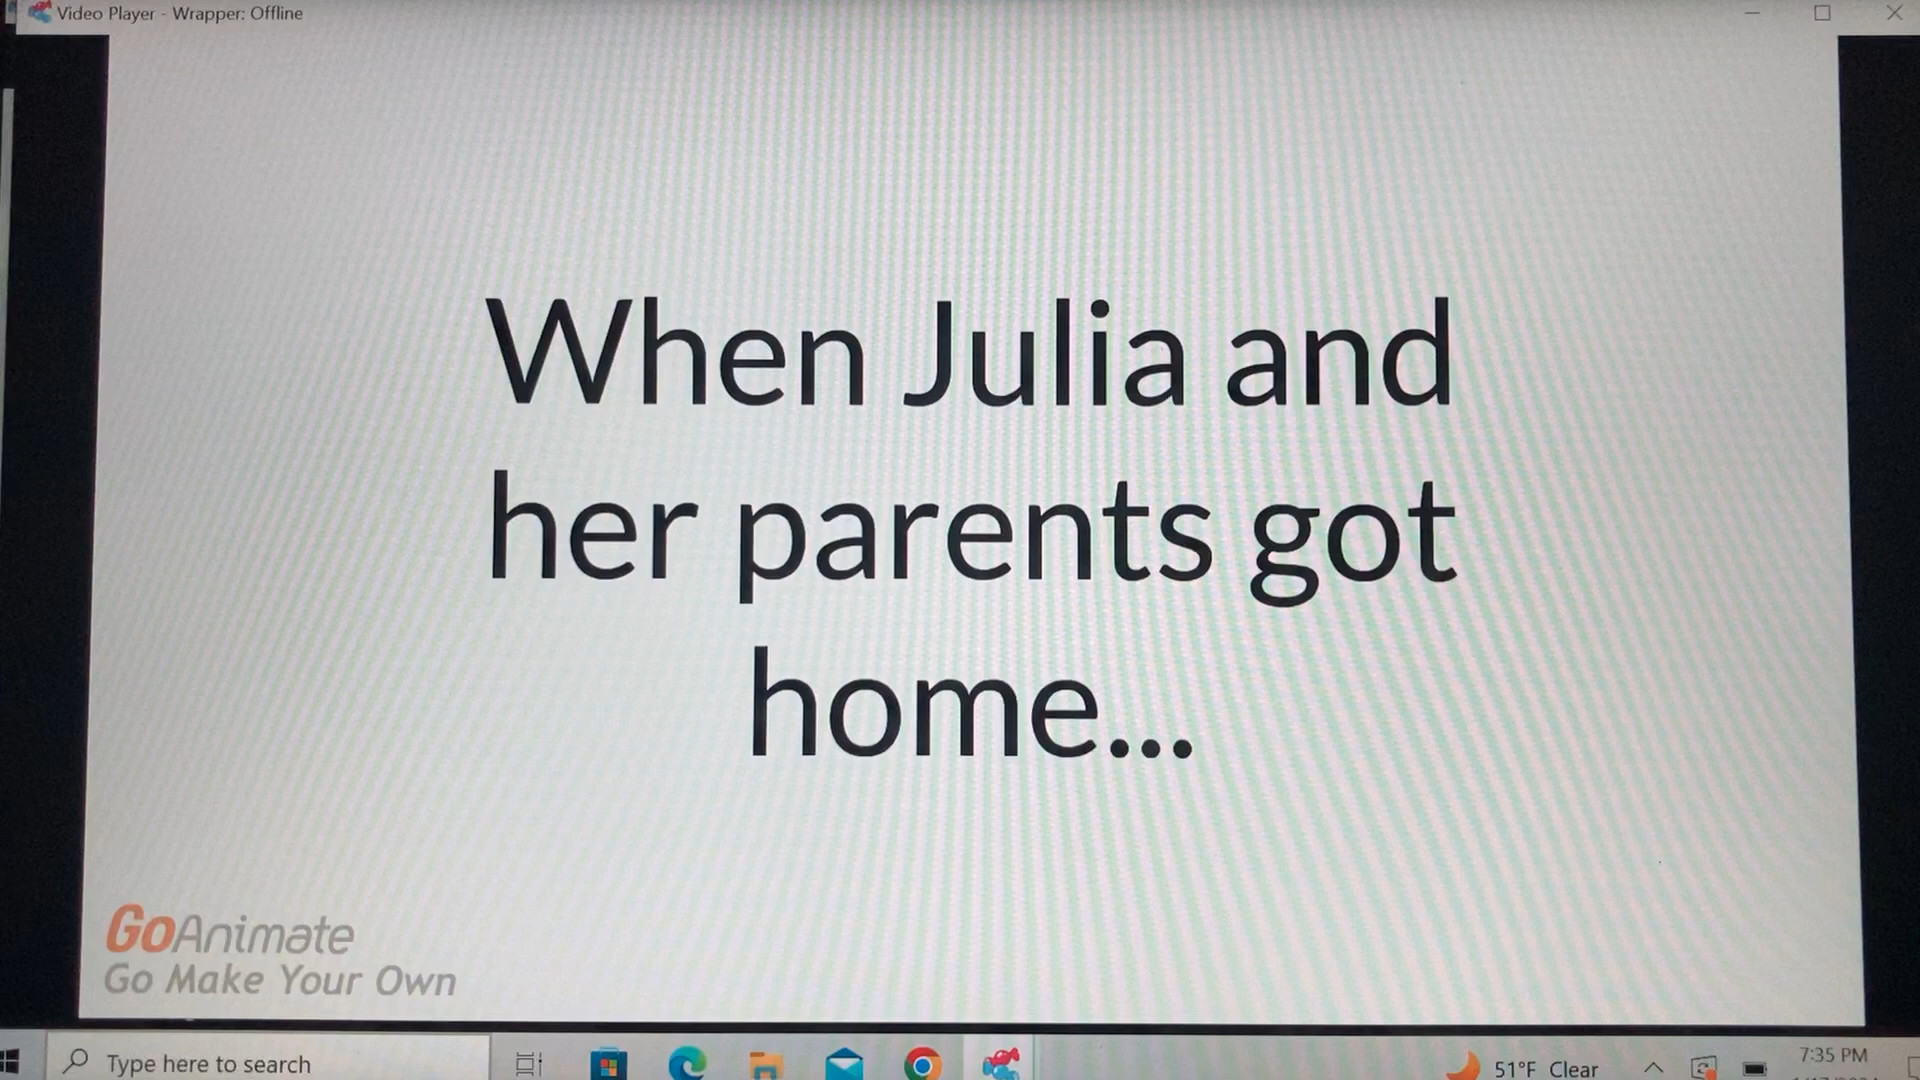 Video Player - Wrapper: Offline
When Julia and
her parents got
home...
GoAnimate
Go Make Your Own
Type here to search
51°F Clear
7:35 PM